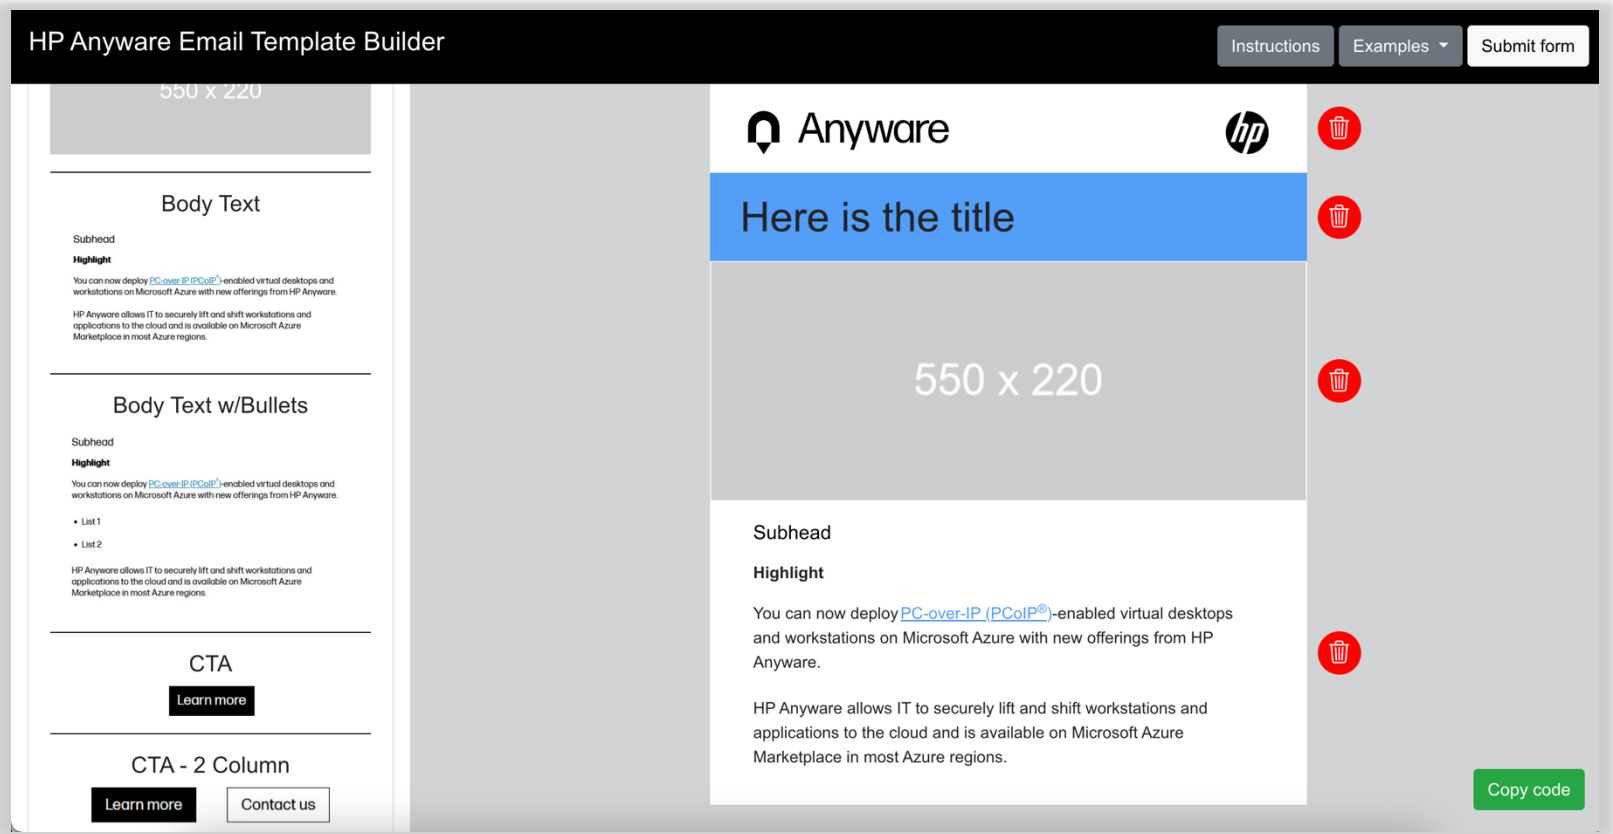 HP Anyware Email Template Builder
Instructions
Examples
Submit form
550 x 220
Body Text
Subhead
Highlight
You can now deploy PC-over-IP (PCoIP®)-enabled virtual desktops and
workstations on Microsoft Azure with new offerings from HP Anyware.
HP Anyware allows IT to securely lift and shift workstations and
applications to the cloud and is available on Microsoft Azure
Marketplace in most Azure regions.
Body Text w/Bullets
Subhead
Highlight
You can now deploy PC-over-IP (PCoIP®)-enabled virtual desktops and
workstations on Microsoft Azure with new offerings from HP Anyware.
• List 1
• List 2
HP Anyware allows IT to securely lift and shift workstations and
applications to the cloud and is available on Microsoft Azure
Marketplace in most Azure regions.
CTA
Learn more
CTA - 2 Column
Learn more
Contact us
Anyware
hp
Here is the title
550 x 220
Subhead
Highlight
You can now deploy PC-over-IP (PCoIP®)-enabled virtual desktops
and workstations on Microsoft Azure with new offerings from HP
Anyware.
HP Anyware allows IT to securely lift and shift workstations and
applications to the cloud and is available on Microsoft Azure
Marketplace in most Azure regions.
Copy code